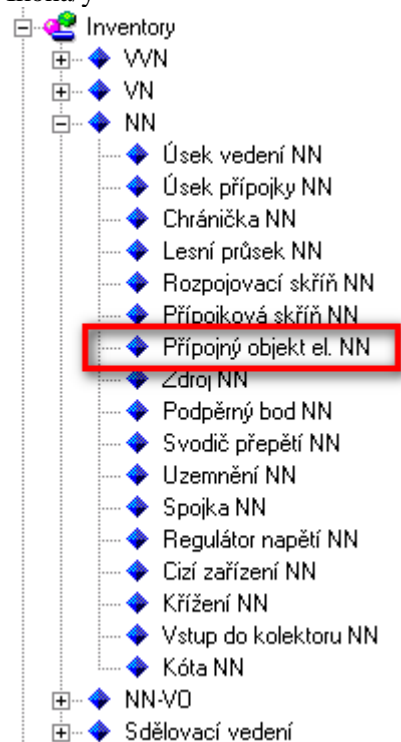 Inventory
VVN
VN
NN
Úsek vedení NN
Úsek přípojky NN
Chránička NN
Lesní průsek NN
Rozpojovací skříň NN
Přípojková skříň NN
Přípojný objekt el. NN
Zdroj NN
Podpěrný bod NN
Svodič přepětí NN
Uzemnění NN
Spojka NN
Regulátor napětí NN
Cizí zařízení NN
Křížení NN
Vstup do kolektoru NN
Kóta NN
NN-VO
Sdělovací vedení